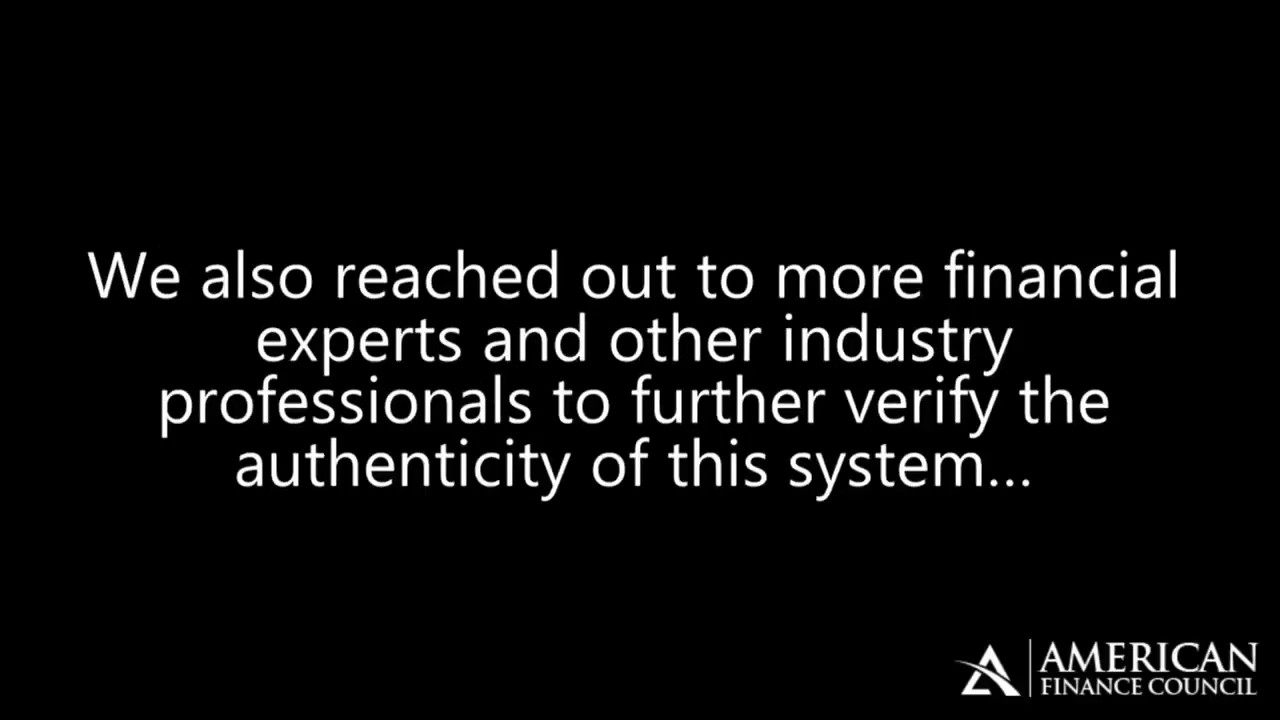 We also reached out to more financial
experts and other industry
professionals to further verify the
authenticity of this system...
AMERICAN
FINANCE COUNCIL